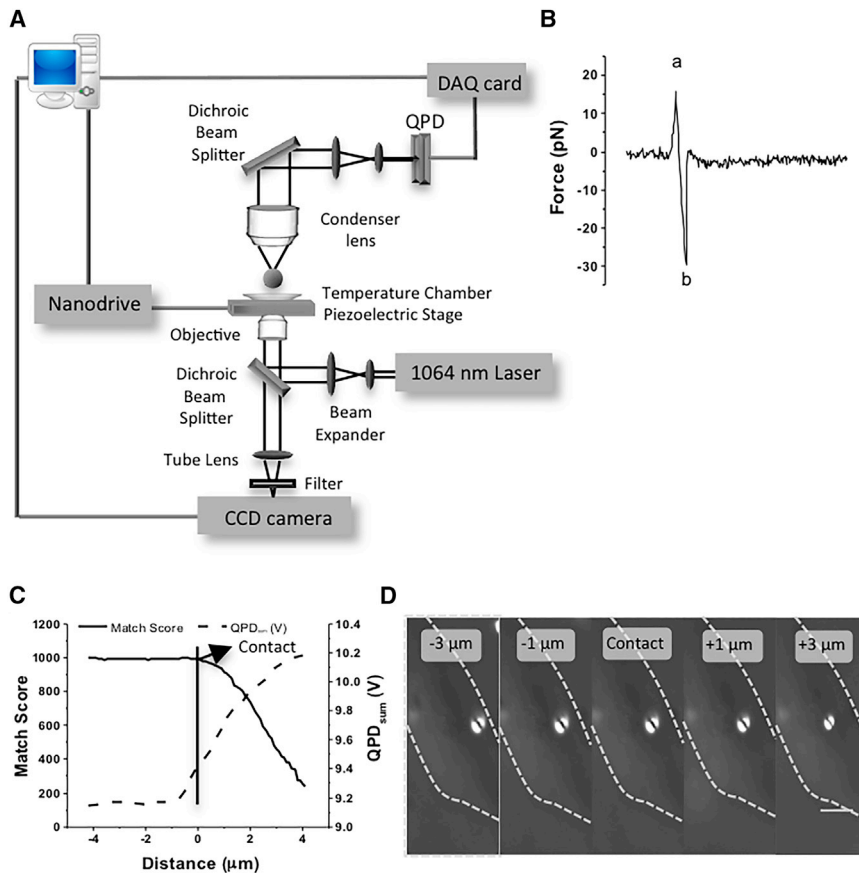 A
DAQ card
QPD
Dichroic
Beam
Splitter
Condenser
lens
Nanodrive
Temperature Chamber
Piezoelectric Stage
Objective
Dichroic
Beam
Splitter
1064 nm Laser
Beam
Expander
Tube Lens
Filter
CCD camera
B
Force (pN)
20
10
0
-10
-20
-30
a
b
C
Match Score
QPDsum (V)
Contact
Match Score
1200
1000
800
600
400
200
0
QPDsum (V)
10.4
10.2
10.0
9.8
9.6
9.4
9.2
9.0
-4 -2 0 2 4
Distance (μm)
D
-3 μm
-1 μm
Contact
+1 μm
+3 μm